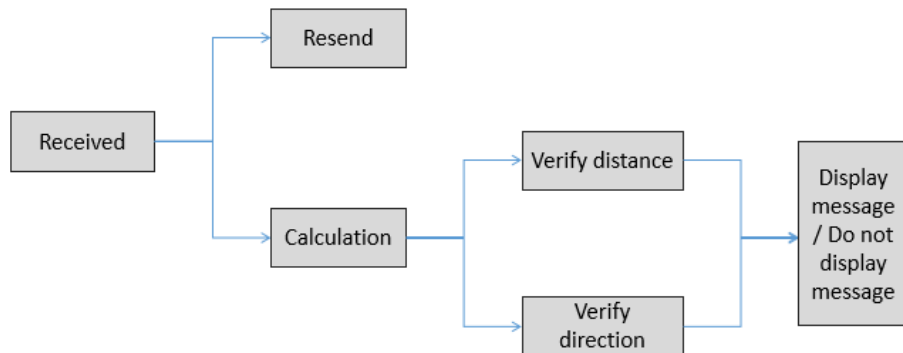 Resend
Received
Verify distance
Calculation
Display
message
/ Do not
display
message
Verify
direction